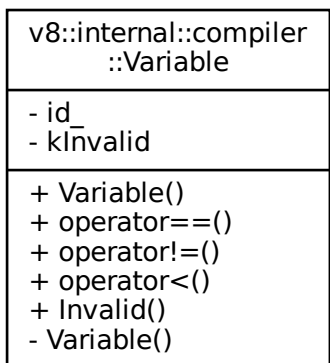 v8::internal::compiler
::Variable
- id_
- kInvalid
+ Variable()
+ operator==()
+ operator!=()
+ operator<()
+ Invalid()
- Variable()